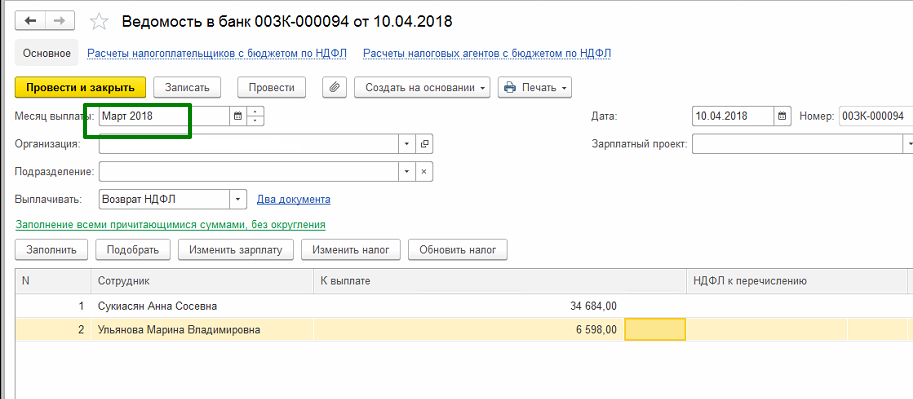 Ведомость в банк 00ЗК-000094 от 10.04.2018
Основное Расчеты налогоплательщиков с бюджетом по НДФЛ Расчеты налоговых агентов с бюджетом по НДФЛ
Провести и закрыть Записать Провести Создать на основании Печать
Месяц выплаты: Март 2018 Дата: 10.04.2018 Номер: 00ЗК-000094
Организация: Зарплатный проект:
Подразделение:
Выплачивать: Возврат НДФЛ Два документа
Заполнение всеми причитающимися суммами, без округления
Заполнить Подобрать Изменить зарплату Изменить налог Обновить налог
N Сотрудник К выплате НДФЛ к перечислению
1 Сукиасян Анна Сосевна 34 684,00
2 Ульянова Марина Владимировна 6 598,00